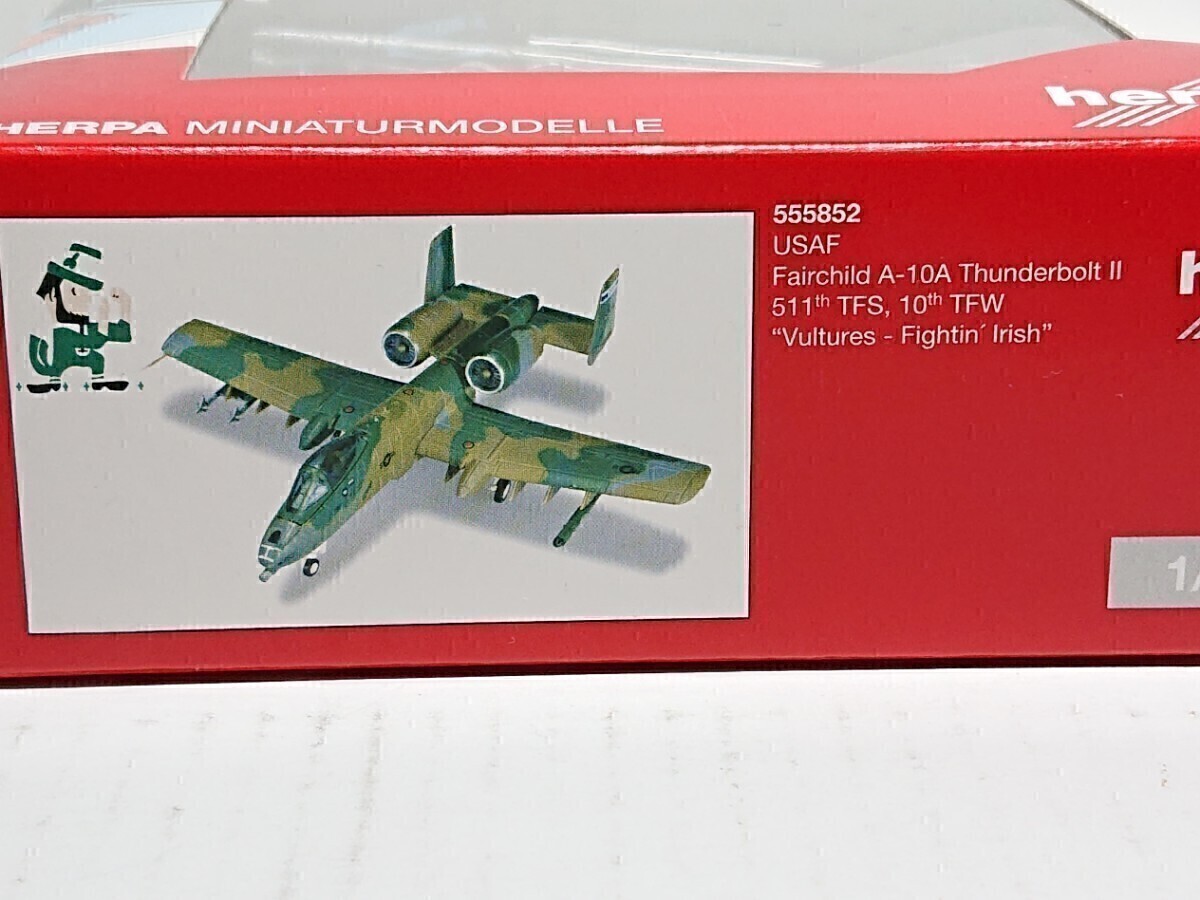 HERPA MINIATURMODELLE
555852
USAF
Fairchild A-10A Thunderbolt II
511th TFS, 10th TFW
"Vultures - Fightin´ Irish"